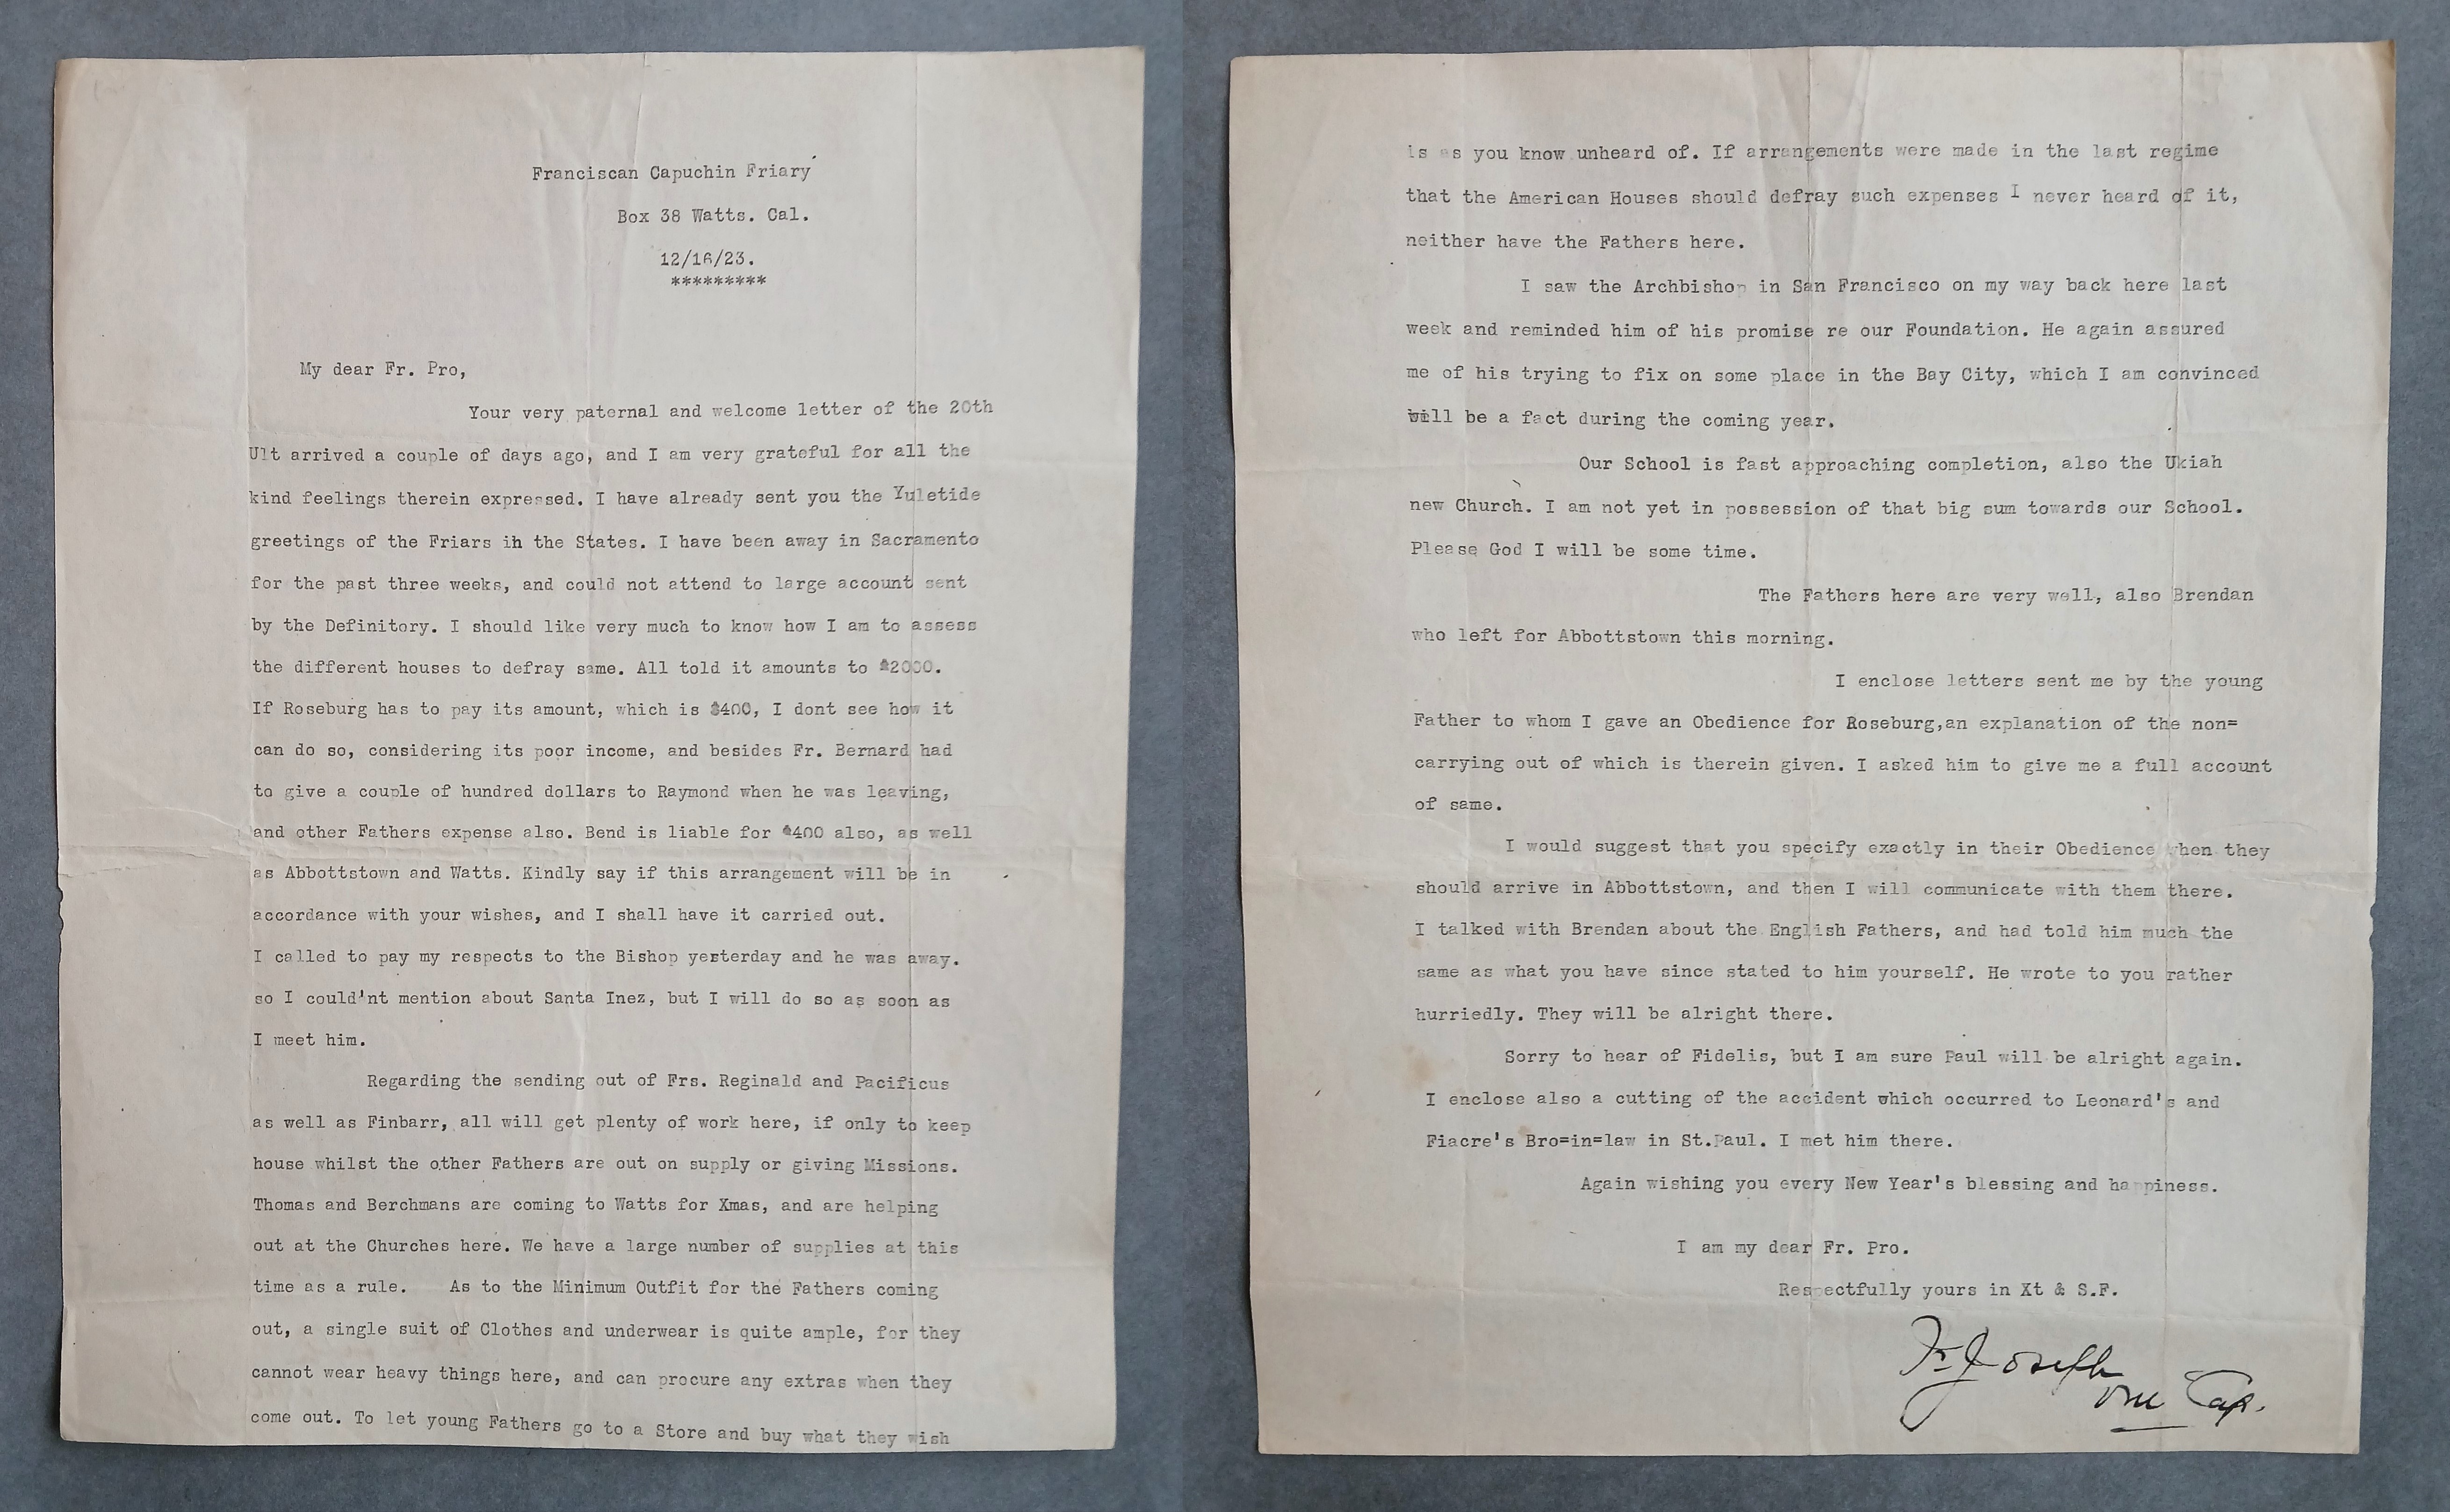 Franciscan Capuchin Friary
Box 38 Watts. Cal.
12/16/23.
*********
My dear Fr. Pro,
Your very paternal and welcome letter of the 20th
Ult arrived a couple of days ago, and I am very grateful for all the
kind feelings therein expressed. I have already sent you the Yuletide
greetings of the Friars in the States. I have been away in Sacramento
for the past three weeks, and could not attend to large account sent
by the Definitory. I should like very much to know how I am to assess
the different houses to defray same. All told it amounts to $2000.
If Roseburg has to pay its amount, which is $400, I dont see how it
can do so, considering its poor income, and besides Fr. Bernard had
to give a couple of hundred dollars to Raymond when he was leaving,
and other Fathers expense also. Bend is liable for $400 also, as well
as Abbottstown and Watts. Kindly say if this arrangement will be in
accordance with your wishes, and I shall have it carried out.
I called to pay my respects to the Bishop yesterday and he was away.
so I could'nt mention about Santa Inez, but I will do so as soon as
I meet him.
Regarding the sending out of Frs. Reginald and Pacificus
as well as Finbarr, all will get plenty of work here, if only to keep
house whilst the other Fathers are out on supply or giving Missions.
Thomas and Berchmans are coming to Watts for Xmas, and are helping
out at the Churches here. We have a large number of supplies at this
time as a rule. As to the Minimum Outfit for the Fathers coming
out, a single suit of Clothes and underwear is quite ample, for they
cannot wear heavy things here, and can procure any extras when they
come out. To let young Fathers go to a Store and buy what they wish
is as you know unheard of. If arrangements were made in the last regime
that the American Houses should defray such expenses I never heard of it,
neither have the Fathers here.
I saw the Archbishop in San Francisco on my way back here last
week and reminded him of his promise re our Foundation. He again assured
me of his trying to fix on some place in the Bay City, which I am convinced
will be a fact during the coming year.
Our School is fast approaching completion, also the Ukiah
new Church. I am not yet in possession of that big sum towards our School.
Please God I will be some time.
The Fathers here are very well, also Brendan
who left for Abbottstown this morning.
I enclose letters sent me by the young
Father to whom I gave an Obedience for Roseburg,an explanation of the non=
carrying out of which is therein given. I asked him to give me a full account
of same.
I would suggest that you specify exactly in their Obedience when they
should arrive in Abbottstown, and then I will communicate with them there.
I talked with Brendan about the English Fathers, and had told him much the
same as what you have since stated to him yourself. He wrote to you rather
hurriedly. They will be alright there.
Sorry to hear of Fidelis, but I am sure Paul will be alright again.
I enclose also a cutting of the accident which occurred to Leonard's and
Fiacre's Bro=in=law in St.Paul. I met him there.
Again wishing you every New Year's blessing and happiness.
I am my dear Fr. Pro.
Respectfully yours in Xt & S.F.
Fr Joseph
OM Cap.